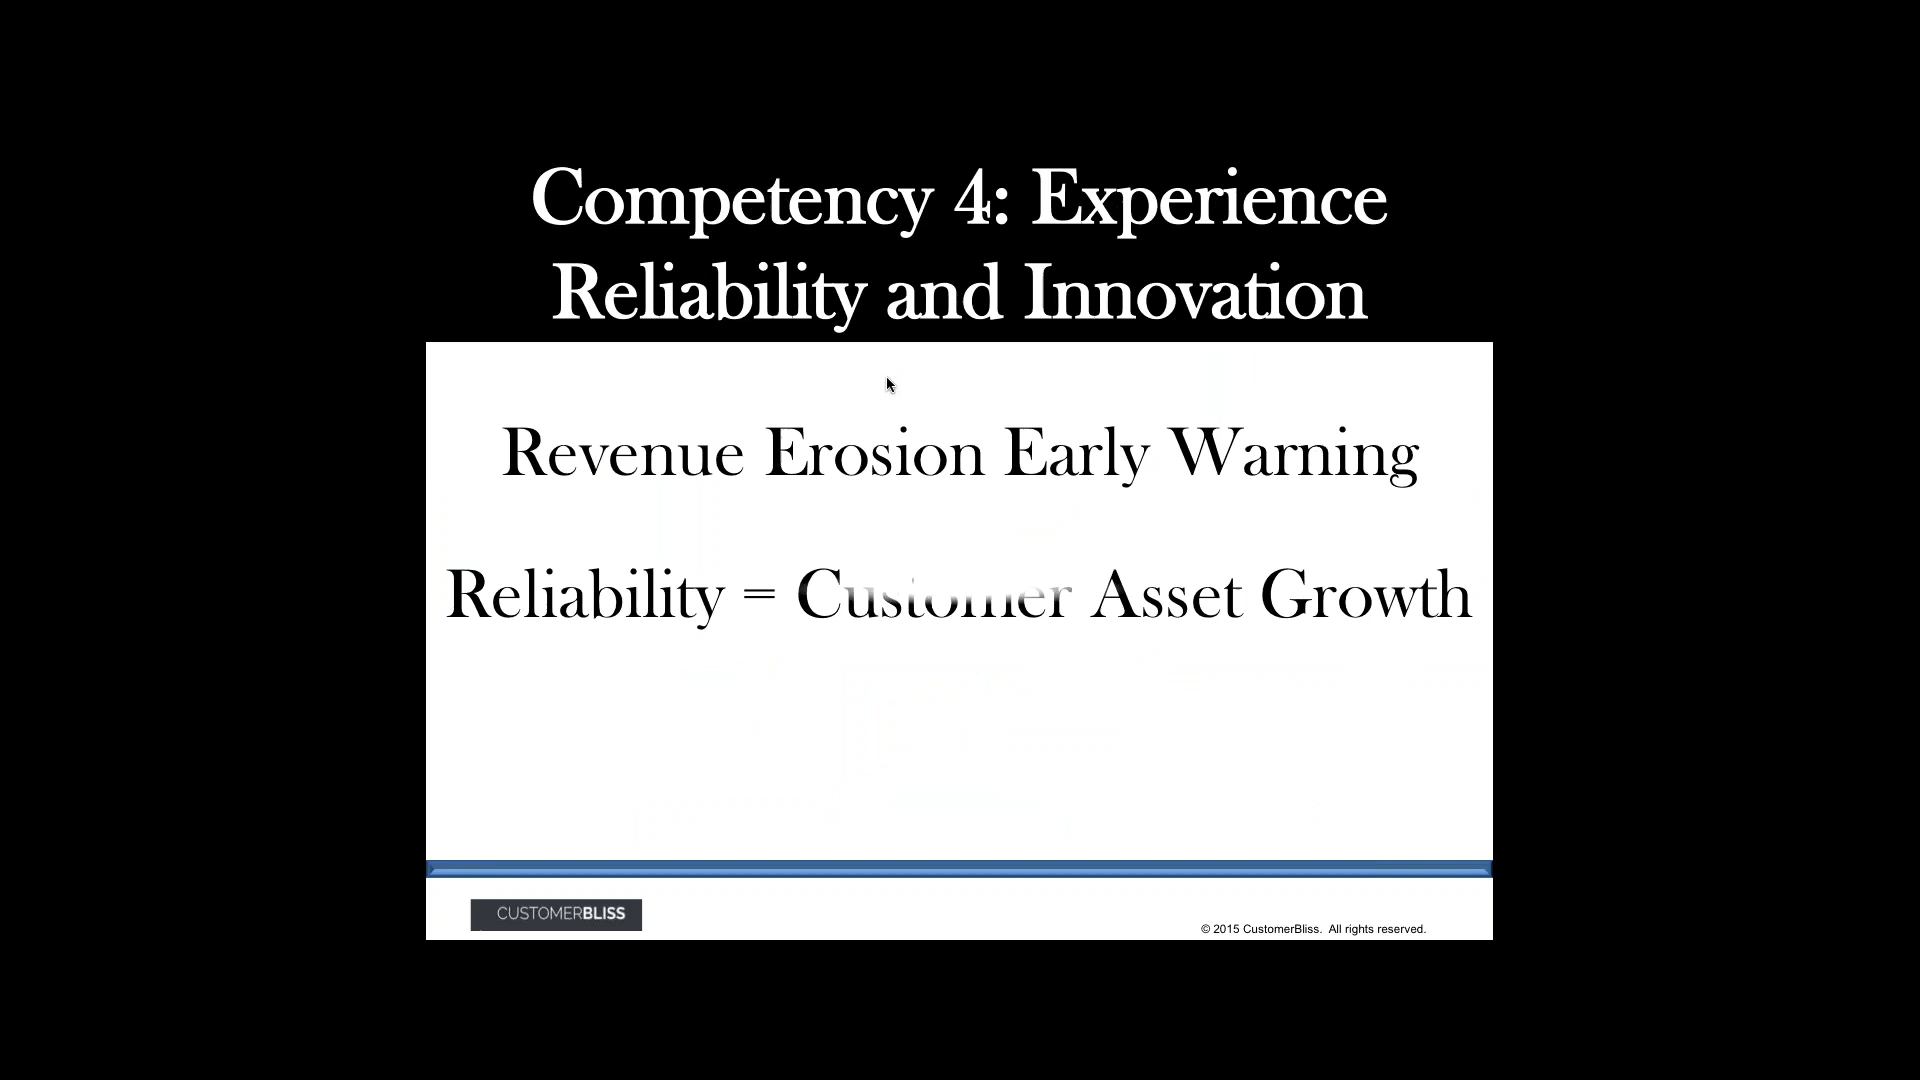 Competency 4: Experience
Reliability and Innovation
Revenue Erosion Early Warning
Reliability = Customer Asset Growth
CUSTOMERBLISS
© 2015 CustomerBliss. All rights reserved.